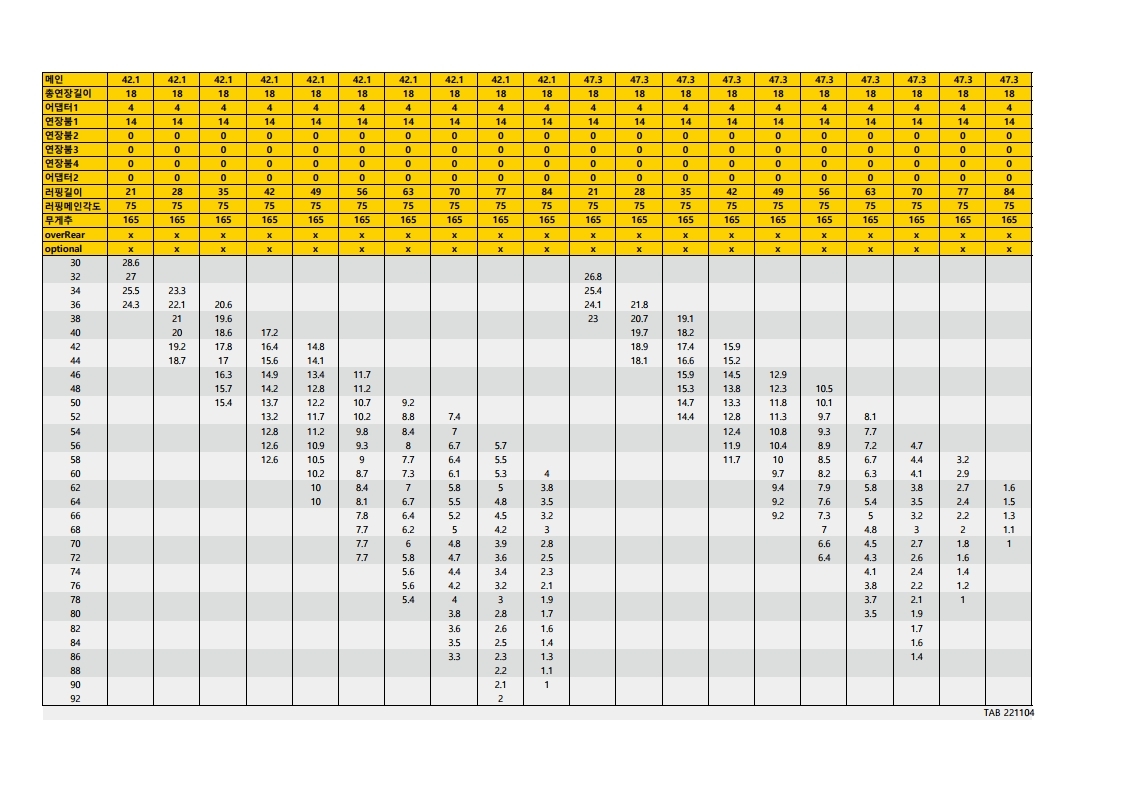 메인 42.1 42.1 42.1 42.1 42.1 42.1 42.1 42.1 42.1 42.1 47.3 47.3 47.3 47.3 47.3 47.3 47.3 47.3 47.3 47.3
총연장길이 18 18 18 18 18 18 18 18 18 18 18 18 18 18 18 18 18 18 18 18
어댑터1 4 4 4 4 4 4 4 4 4 4 4 4 4 4 4 4 4 4 4 4
연장붐1 14 14 14 14 14 14 14 14 14 14 14 14 14 14 14 14 14 14 14 14
연장붐2 0 0 0 0 0 0 0 0 0 0 0 0 0 0 0 0 0 0 0 0
연장붐3 0 0 0 0 0 0 0 0 0 0 0 0 0 0 0 0 0 0 0 0
연장붐4 0 0 0 0 0 0 0 0 0 0 0 0 0 0 0 0 0 0 0 0
어댑터2 0 0 0 0 0 0 0 0 0 0 0 0 0 0 0 0 0 0 0 0
러핑길이 21 28 35 42 49 56 63 70 77 84 21 28 35 42 49 56 63 70 77 84
러핑메인각도 75 75 75 75 75 75 75 75 75 75 75 75 75 75 75 75 75 75 75 75
무게추 165 165 165 165 165 165 165 165 165 165 165 165 165 165 165 165 165 165 165 165
overRear x x x x x x x x x x x x x x x x x x x x
optional x x x x x x x x x x x x x x x x x x x x
30 28.6
32 27 26.8
34 25.5 23.3 25.4
36 24.3 22.1 20.6 24.1 21.8
38 21 19.6 23 20.7 19.1
40 20 18.6 17.2 19.7 18.2
42 19.2 17.8 16.4 14.8 18.9 17.4 15.9
44 18.7 17 15.6 14.1 18.1 16.6 15.2
46 16.3 14.9 13.4 11.7 15.9 14.5 12.9
48 15.7 14.2 12.8 11.2 15.3 13.8 12.3 10.5
50 15.4 13.7 12.2 10.7 9.2 14.7 13.3 11.8 10.1
52 13.2 11.7 10.2 8.8 7.4 14.4 12.8 11.3 9.7 8.1
54 12.8 11.2 9.8 8.4 7 12.4 10.8 9.3 7.7
56 12.6 10.9 9.3 8 6.7 5.7 11.9 10.4 8.9 7.2 4.7
58 12.6 10.5 9 7.7 6.4 5.5 11.7 10 8.5 6.7 4.4 3.2
60 10.2 8.7 7.3 6.1 5.3 4 9.7 8.2 6.3 4.1 2.9
62 10 8.4 7 5.8 5 3.8 9.4 7.9 5.8 3.8 2.7 1.6
64 10 8.1 6.7 5.5 4.8 3.5 9.2 7.6 5.4 3.5 2.4 1.5
66 7.8 6.4 5.2 4.5 3.2 9.2 7.3 5 3.2 2.2 1.3
68 7.7 6.2 5 4.2 3 7 4.8 3 2 1.1
70 7.7 6 4.8 3.9 2.8 6.6 4.5 2.7 1.8 1
72 7.7 5.8 4.7 3.6 2.5 6.4 4.3 2.6 1.6
74 5.6 4.4 3.4 2.3 4.1 2.4 1.4
76 5.6 4.2 3.2 2.1 3.8 2.2 1.2
78 5.4 4 3 1.9 3.7 2.1 1
80 3.8 2.8 1.7 3.5 1.9
82 3.6 2.6 1.6 1.7
84 3.5 2.5 1.4 1.6
86 3.3 2.3 1.3 1.4
88 2.2 1.1
90 2.1 1
92 2
TAB 221104